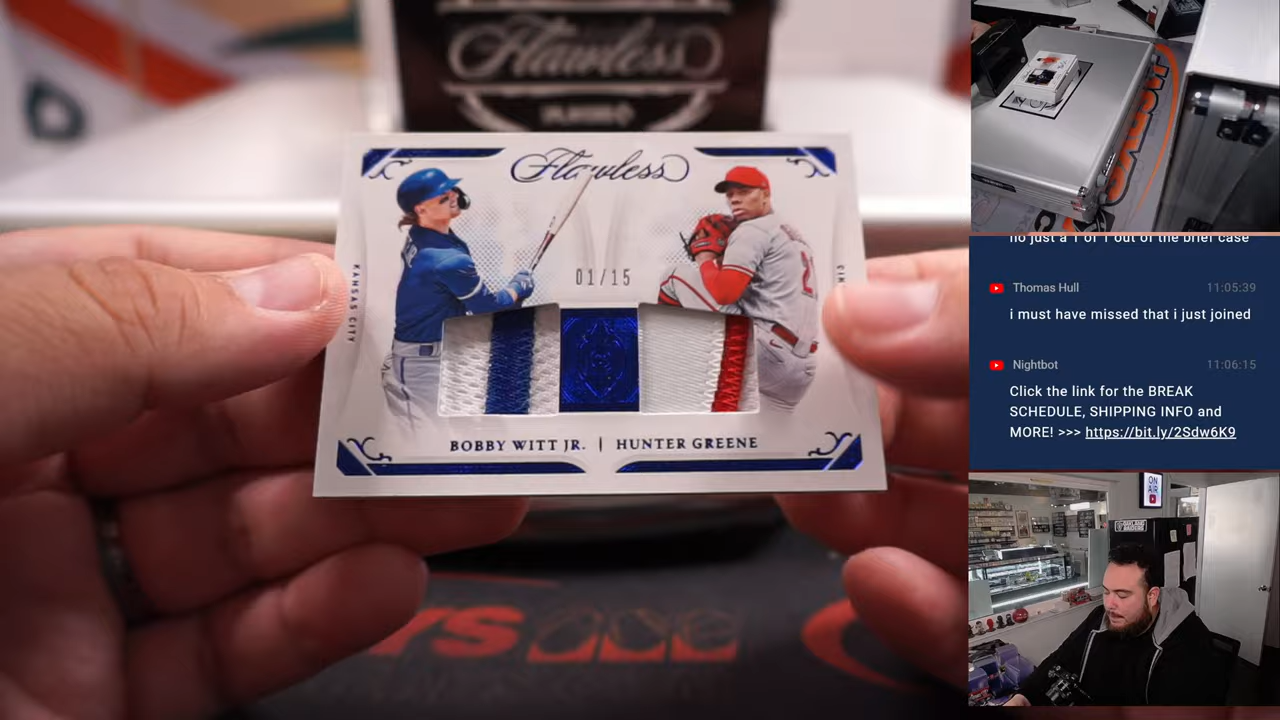 Flawless
Flawless
01/15
KANSAS CITY
BOBBY WITT JR. | HUNTER GREENE
no just a 1 of 1 out of the brief case
Thomas Hull 11:05:39
i must have missed that i just joined
Nightbot 11:06:15
Click the link for the BREAK
SCHEDULE, SHIPPING INFO and
MORE! >>> https://bit.ly/2Sdw6K9
ON
AIR